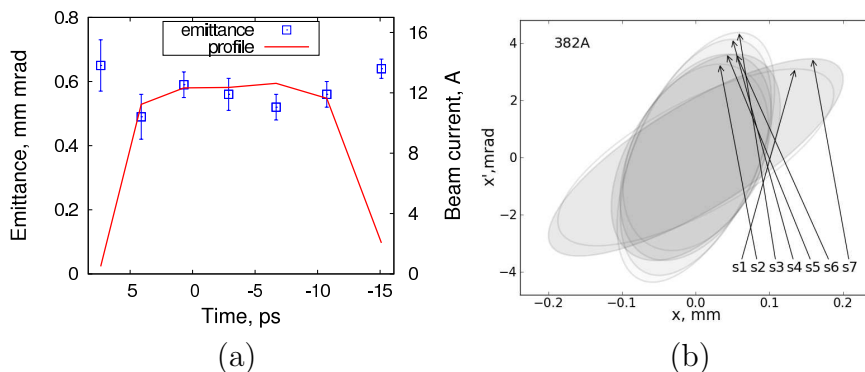 emittance
profile
Emittance, mm mrad
0.8
0.6
0.4
0.2
0
16
12
8
4
0
Beam current, A
5
0
-5
-10
-15
Time, ps
(a)
382A
x',mrad
4
2
0
−2
−4
s1 s2 s3 s4 s5 s6 s7
−0.2
−0.1
0.0
0.1
0.2
x, mm
(b)